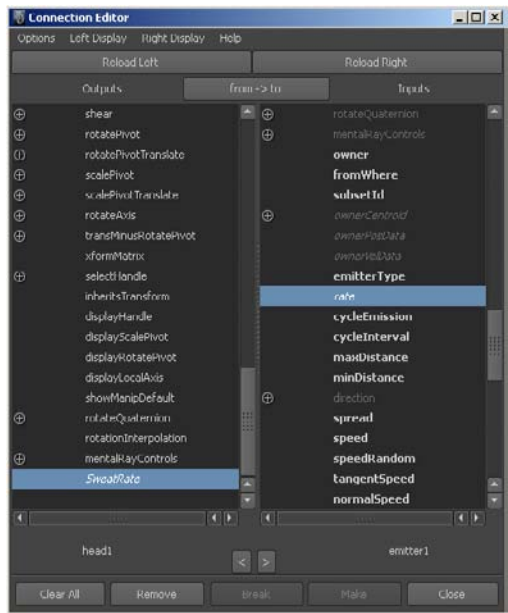 Connection Editor
Options Left Display Right Display Help
Reload Left Reload Right
Outputs from -> to Inputs
shear
rotatePivot
rotatePivotTranslate
scalePivot
scalePivotTranslate
rotateAxis
transMinusRotatePivot
xformMatrix
selectHandle
inheritsTransform
displayHandle
displayScalePivot
displayRotatePivot
displayLocalAxis
showManipDefault
rotateQuaternion
rotationInterpolation
mentalRayControls
SweatRate
rotateQuaternion
mentalRayControls
owner
fromWhere
subsetId
ownerCentroid
ownerPosData
ownerVelData
emitterType
rate
cycleEmission
cycleInterval
maxDistance
minDistance
direction
spread
speed
speedRandom
tangentSpeed
normalSpeed
head1 < > emitter1
Clear All Remove Break Make Close